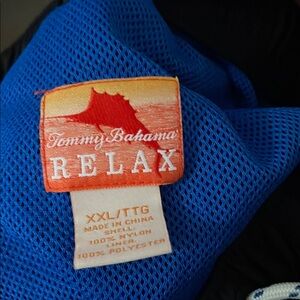 Tommy Bahama
RELAX
XXL/TTG
MADE IN CHINA
SHELL:
100% NYLON
LINER:
100% POLYESTER